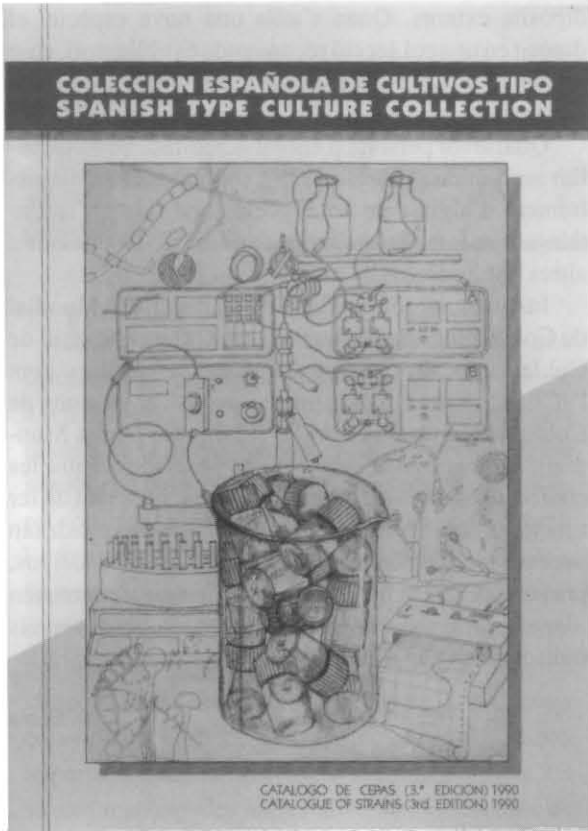 COLECCION ESPAÑOLA DE CULTIVOS TIPO
SPANISH TYPE CULTURE COLLECTION
CATALOGO DE CEPAS (3.ª EDICION) 1990
CATALOGUE OF STRAINS (3rd. EDITION) 1990